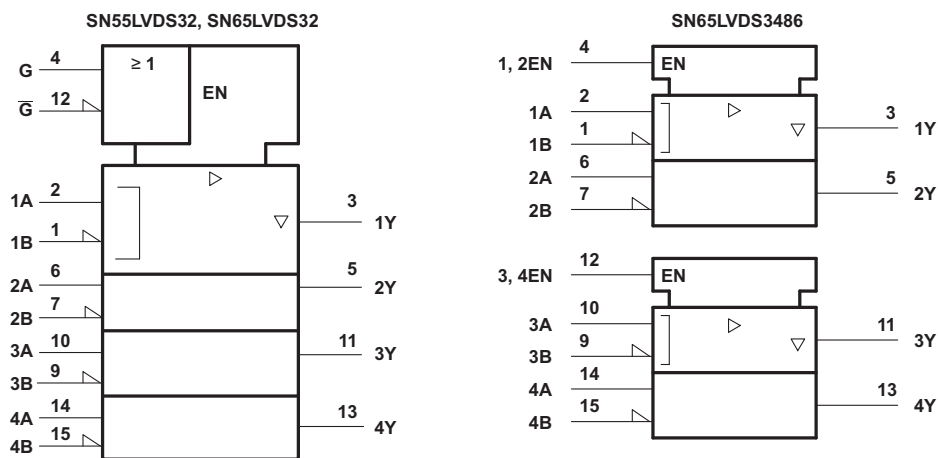 SN55LVDS32, SN65LVDS32
G 4
≥ 1
EN
G̅ 12
1A 2
3 1Y
1B 1
2A 6
5 2Y
2B 7
3A 10
11 3Y
3B 9
4A 14
13 4Y
4B 15
SN65LVDS3486
1, 2EN 4
EN
1A 2
3 1Y
1B 1
2A 6
5 2Y
2B 7
3, 4EN 12
EN
3A 10
11 3Y
3B 9
4A 14
13 4Y
4B 15